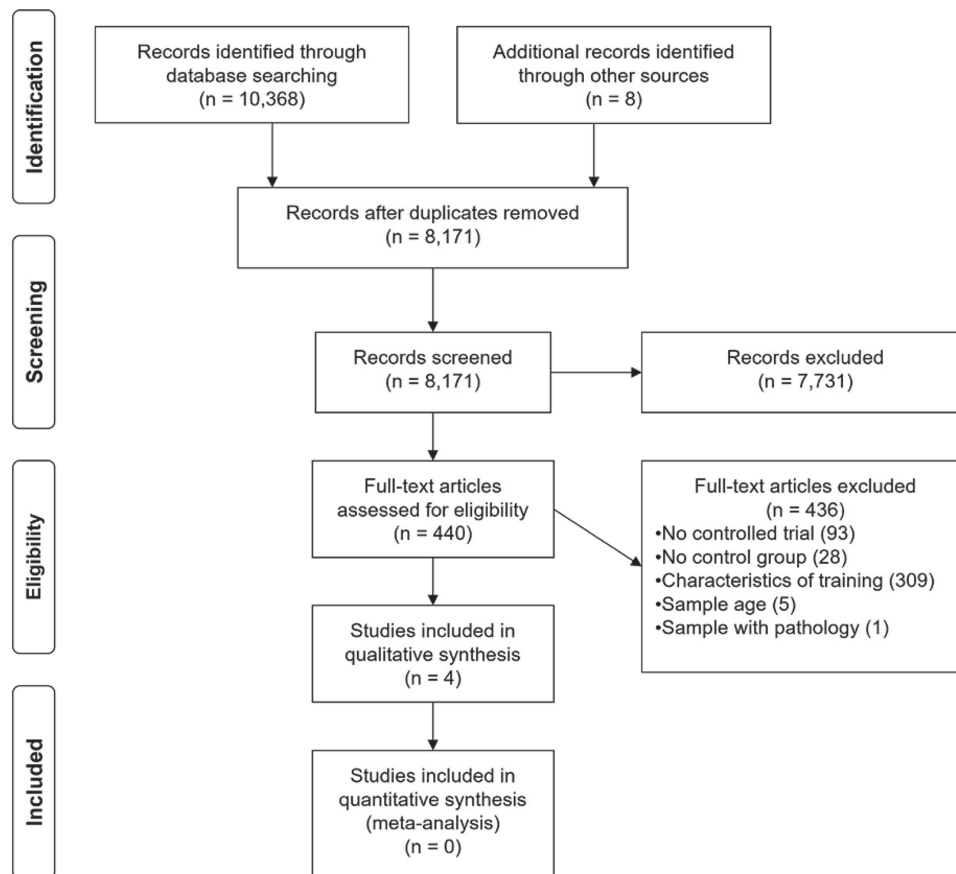 Identification
Records identified through
database searching
(n = 10,368)
Additional records identified
through other sources
(n = 8)
Records after duplicates removed
(n = 8,171)
Screening
Records screened
(n = 8,171)
Records excluded
(n = 7,731)
Eligibility
Full-text articles
assessed for eligibility
(n = 440)
Full-text articles excluded
(n = 436)
•No controlled trial (93)
•No control group (28)
•Characteristics of training (309)
•Sample age (5)
•Sample with pathology (1)
Studies included in
qualitative synthesis
(n = 4)
Included
Studies included in
quantitative synthesis
(meta-analysis)
(n = 0)